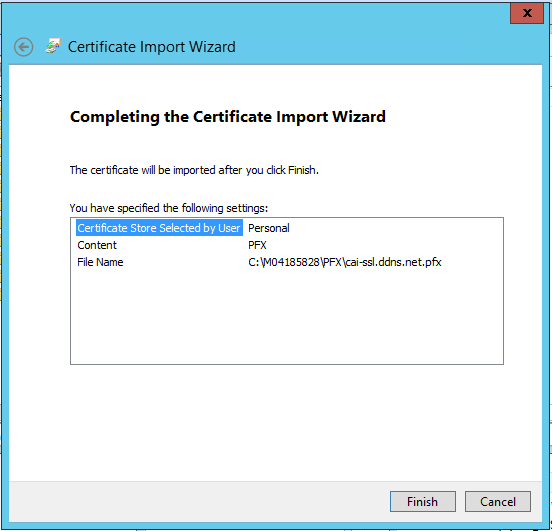 x
Certificate Import Wizard
Completing the Certificate Import Wizard
The certificate will be imported after you click Finish.
You have specified the following settings:
Certificate Store Selected by User Personal
Content PFX
File Name C:\M04185828\PFX\cai-ssl.ddns.net.pfx
Finish Cancel